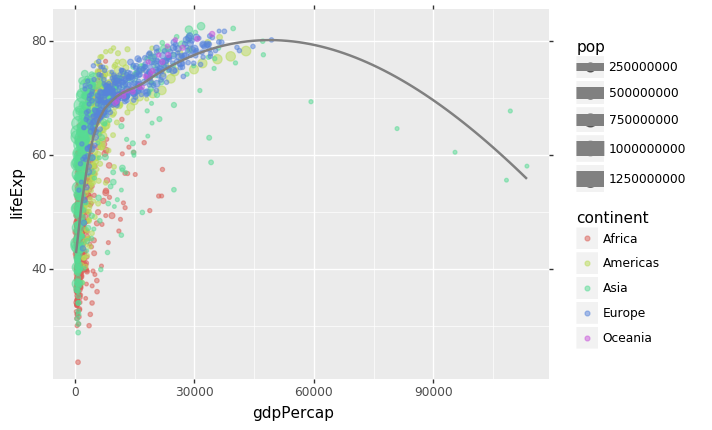 80
60
40
lifeExp
0
30000
60000
90000
gdpPercap
pop
250000000
500000000
750000000
1000000000
1250000000
continent
Africa
Americas
Asia
Europe
Oceania